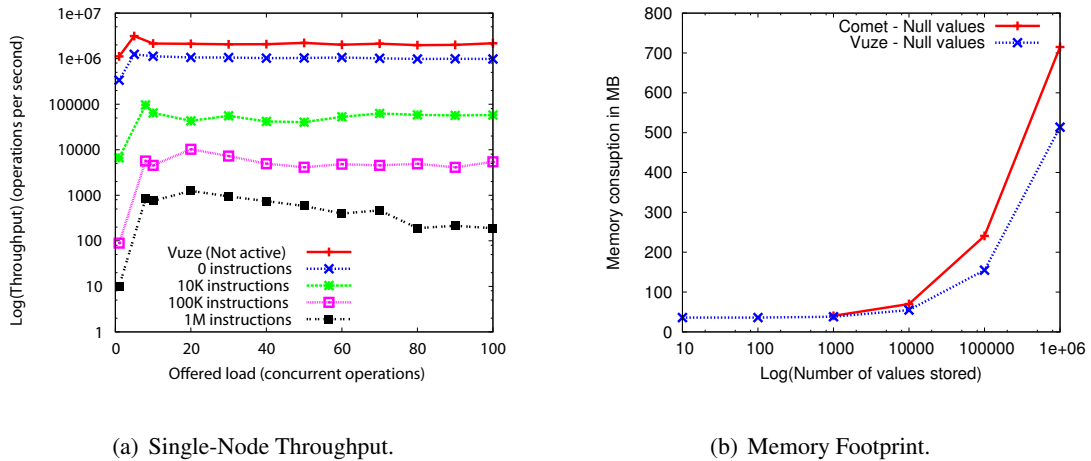 1e+07
1e+06
100000
10000
1000
100
10
1
Log(Throughput) (operations per second)
Vuze (Not active)
0 instructions
10K instructions
100K instructions
1M instructions
0 20 40 60 80 100
Offered load (concurrent operations)
(a) Single-Node Throughput.
800
700
600
500
400
300
200
100
0
Memory consuption in MB
Comet - Null values
Vuze - Null values
10 100 1000 10000 100000 1e+06
Log(Number of values stored)
(b) Memory Footprint.